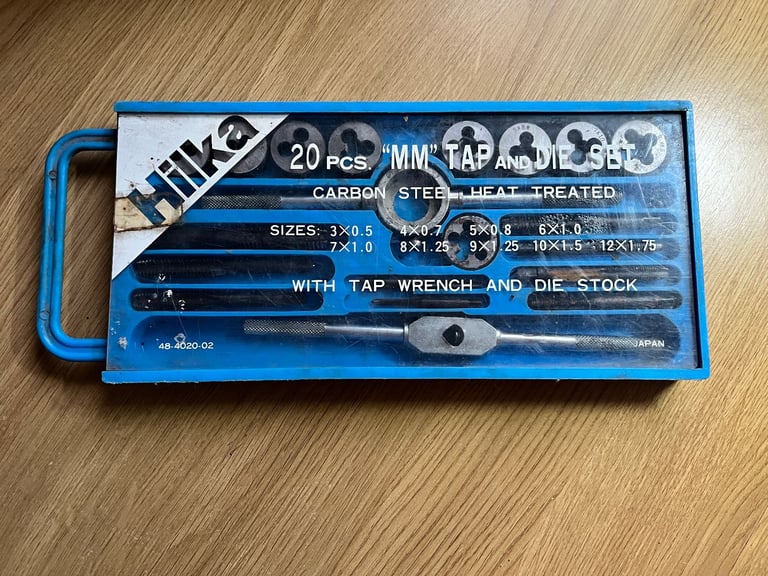 Hilka
20 PCS. "MM" TAP AND DIE SET
CARBON STEEL, HEAT TREATED
SIZES: 3×0.5 4×0.7 5×0.8 6×1.0
7×1.0 8×1.25 9×1.25 10×1.5 12×1.75
WITH TAP WRENCH AND DIE STOCK
48-4020-02
JAPAN